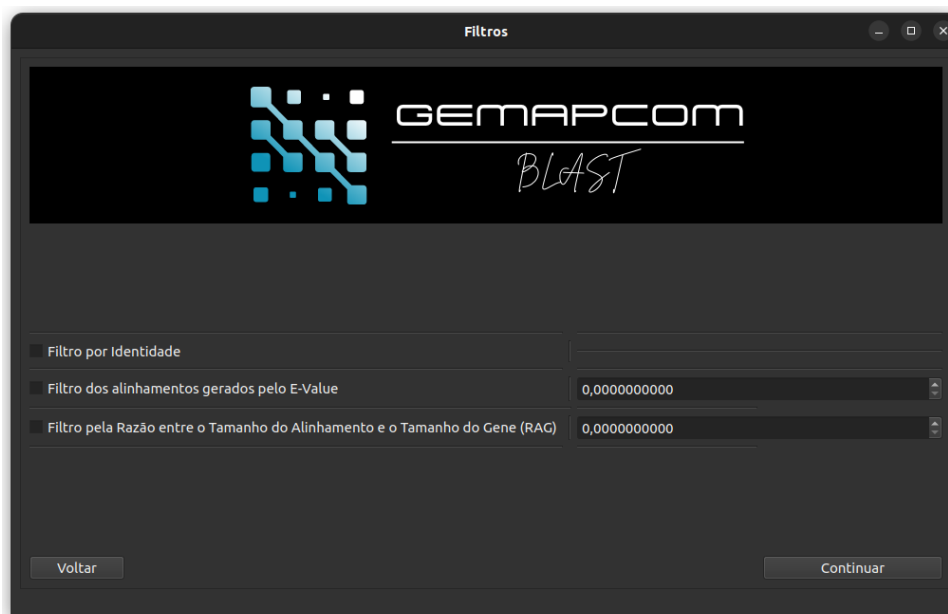 Filtros
GEMAPCOM
BLAST
Filtro por Identidade
Filtro dos alinhamentos gerados pelo E-Value
0,0000000000
Filtro pela Razão entre o Tamanho do Alinhamento e o Tamanho do Gene (RAG)
0,0000000000
Voltar
Continuar